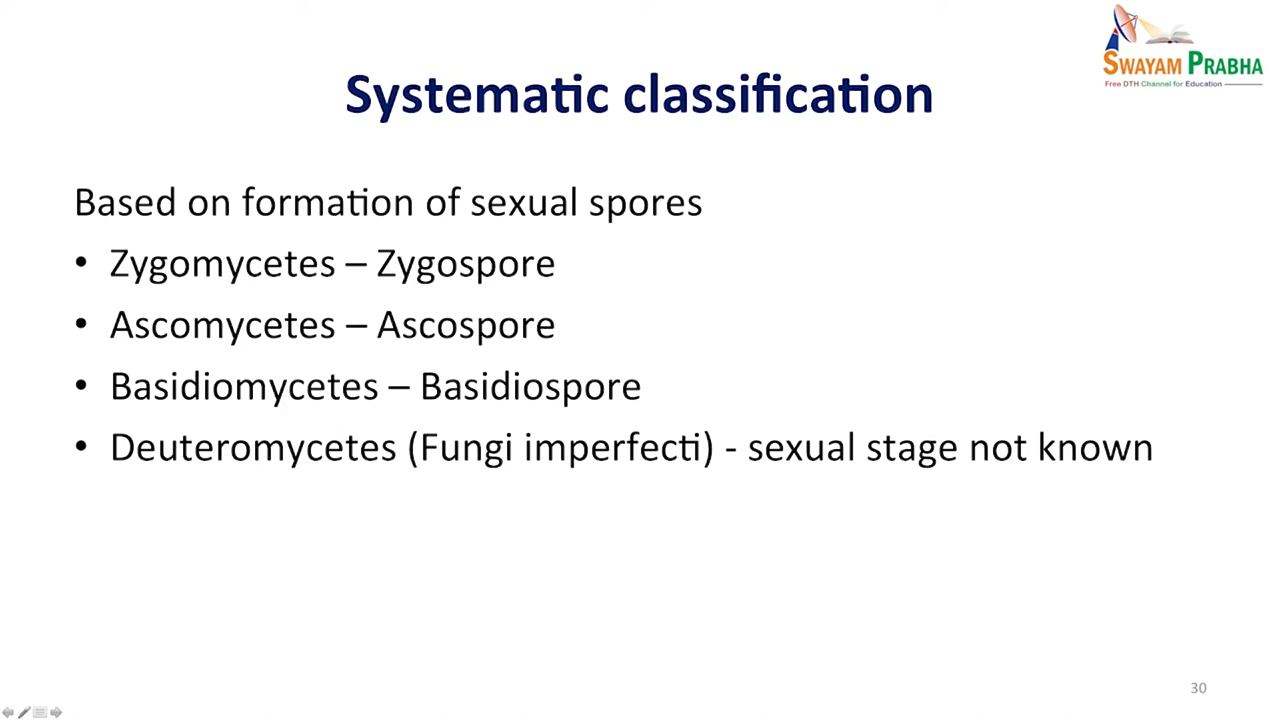 SWAYAM PRABHA
Free DTH Channel for Education
Systematic classification
Based on formation of sexual spores
• Zygomycetes – Zygospore
• Ascomycetes – Ascospore
• Basidiomycetes – Basidiospore
• Deuteromycetes (Fungi imperfecti) - sexual stage not known
30